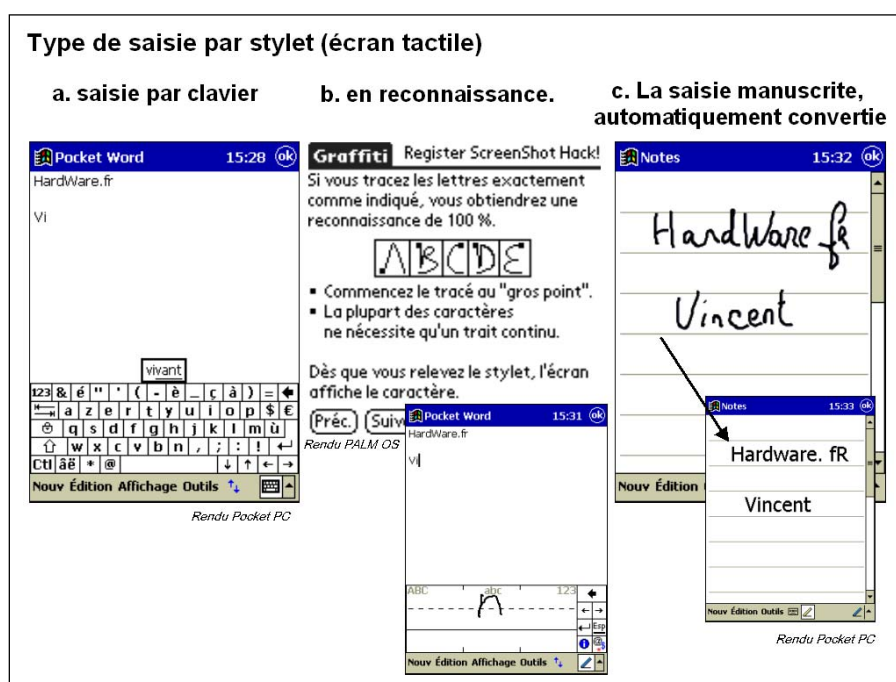 Type de saisie par stylet (écran tactile)
a. saisie par clavier
b. en reconnaissance.
c. La saisie manuscrite,
automatiquement convertie
Pocket Word 15:28 ok
HardWare.fr
Vi
vivant
123 & é " ' ( - è _ ç à ) =
a z e r t y u i o p $ €
q s d f g h j k l m ù
w x c v b n , ; : !
Ctl âë * @
Nouv Édition Affichage Outils
Rendu Pocket PC
Graffiti Register ScreenShot Hack!
Si vous tracez les lettres exactement
comme indiqué, vous obtiendrez une
reconnaissance de 100 %.
A B C D E
Commencez le tracé au "gros point".
La plupart des caractères
ne nécessite qu'un trait continu.
Dès que vous relevez le stylet, l'écran
affiche le caractère.
Préc. Suiv
Rendu PALM OS
Pocket Word 15:31 ok
HardWare.fr
Vi
ABC abc 123
n
Esp
Nouv Édition Affichage Outils
Notes 15:32 ok
HardWare fR
Vincent
Nouv Édition
Notes 15:33 ok
Hardware. fR
Vincent
Nouv Édition Outils
Rendu Pocket PC